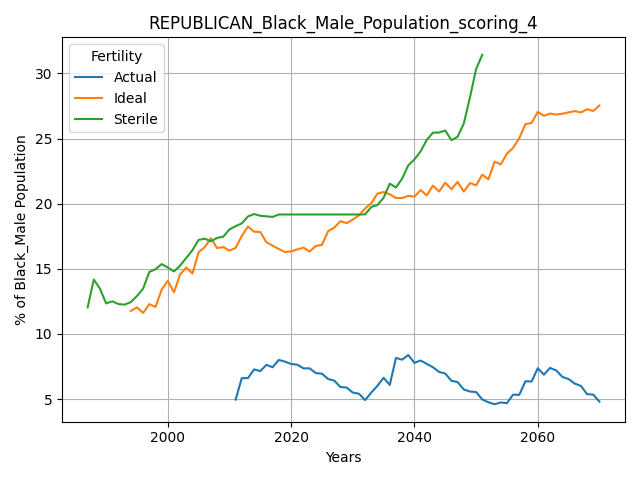 REPUBLICAN_Black_Male_Population_scoring_4
Fertility
Actual
Ideal
Sterile
% of Black_Male Population
30
25
20
15
10
5
2000
2020
2040
2060
Years